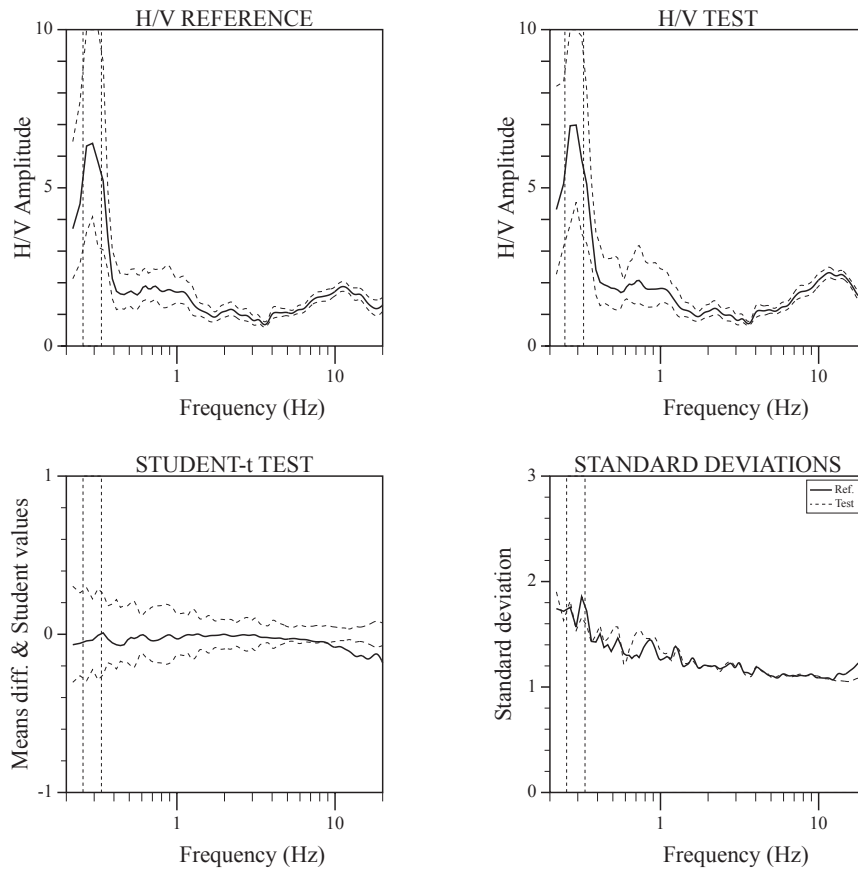 H/V REFERENCE
10
5
0
H/V Amplitude
1
10
Frequency (Hz)
H/V TEST
10
5
0
H/V Amplitude
1
10
Frequency (Hz)
STUDENT-t TEST
1
0
-1
Means diff. & Student values
1
10
Frequency (Hz)
STANDARD DEVIATIONS
3
2
1
0
Standard deviation
Ref.
Test
1
10
Frequency (Hz)